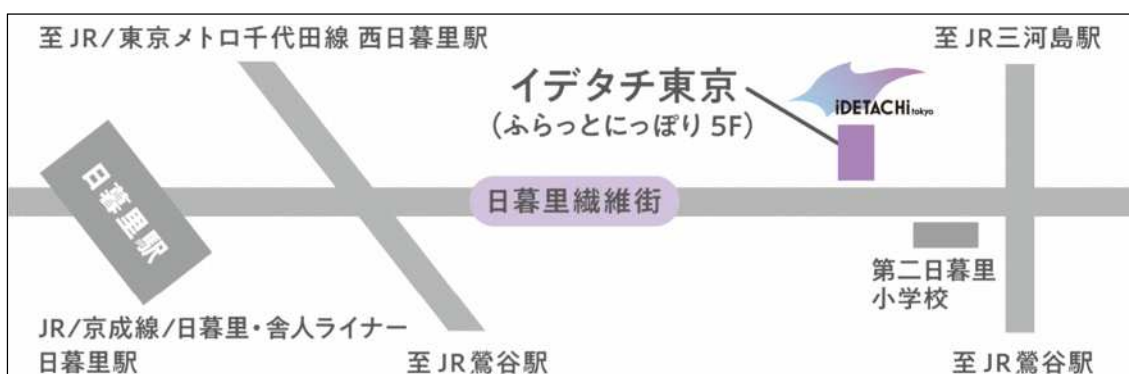 至JR/東京メトロ千代田線 西日暮里駅
至JR三河島駅
イデタチ東京
(ふらっとにっぽり 5F)
iDETACHi tokyo
日暮里駅
日暮里繊維街
第二日暮里
小学校
JR/京成線/日暮里・舎人ライナー
日暮里駅
至JR鶯谷駅
至JR鶯谷駅